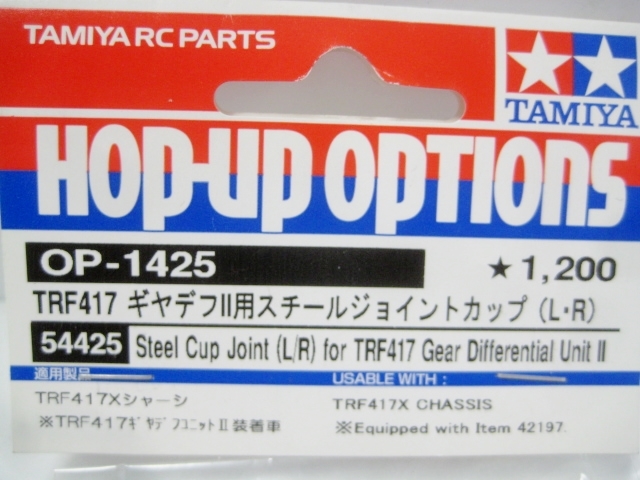 TAMIYA RC PARTS
TAMIYA
HOP-UP OPTIONS
OP-1425
★1,200
TRF417 ギヤデフII用スチールジョイントカップ（L・R）
54425 Steel Cup Joint (L/R) for TRF417 Gear Differential Unit II
適用製品
TRF417Xシャーシ
※TRF417ｷﾞﾔﾃﾞﾌﾕﾆｯﾄII装着車
USABLE WITH :
TRF417X CHASSIS
※Equipped with Item 42197.